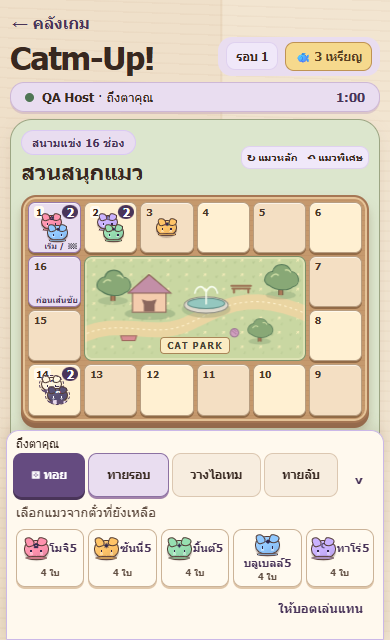 ← คลังเกม
Catm-Up!
รอบ 1
3 เหรียญ
QA Host · ถึงตาคุณ
1:00
สนามแข่ง 16 ช่อง
สวนสนุกแมว
↻ แมวหลัก ↶ แมวพิเศษ
1 2
2 2
3
4
5
6
เริ่ม /
16
ก่อนเส้นชัย
7
15
8
CAT PARK
14 2
13
12
11
10
9
ถึงตาคุณ
ทอย
ทายรอบ
วางไอเทม
ทายลับ
v
เลือกแมวจากตั๋วที่ยังเหลือ
โมจิ5
4 ใบ
ซันนี่5
4 ใบ
มิ้นต์5
4 ใบ
บลูเบลล์5
4 ใบ
ทาโร่5
4 ใบ
ให้บอตเล่นแทน